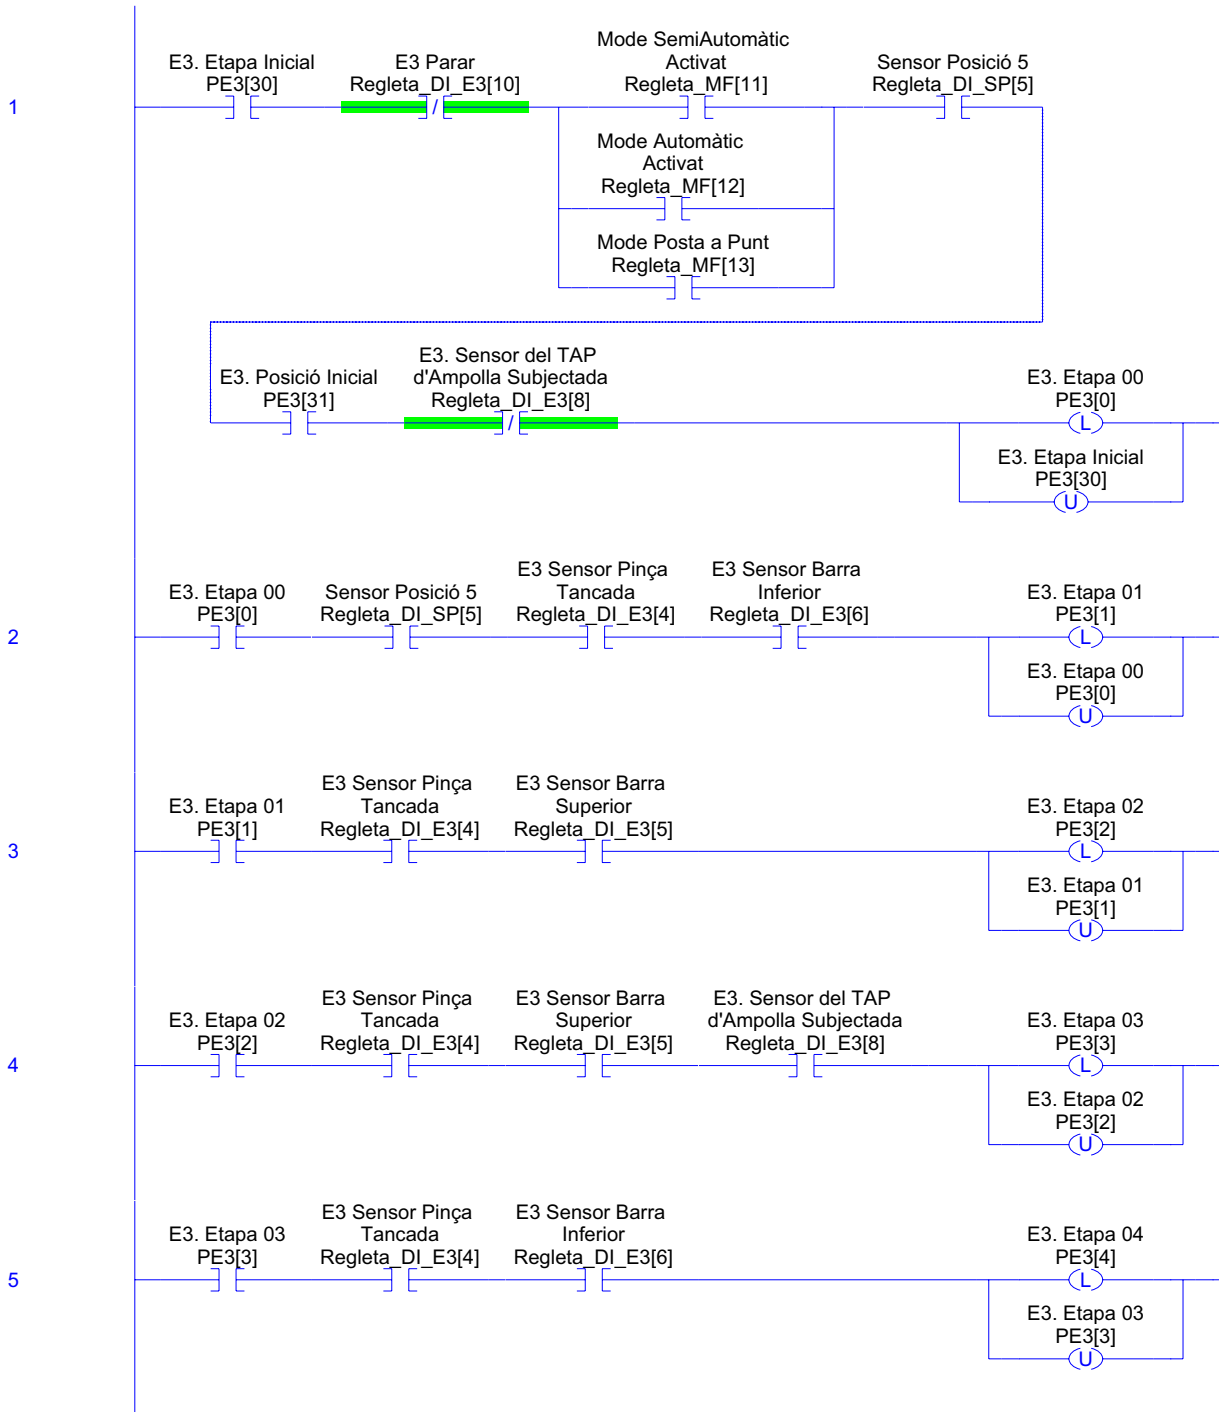 Mode SemiAutomàtic
E3. Etapa Inicial E3 Parar Activat Sensor Posició 5
PE3[30] Regleta_DI_E3[10] Regleta_MF[11] Regleta_DI_SP[5]
1 /
Mode Automàtic
Activat
Regleta_MF[12]
Mode Posta a Punt
Regleta_MF[13]
E3. Sensor del TAP
E3. Posició Inicial d'Ampolla Subjectada E3. Etapa 00
PE3[31] Regleta_DI_E3[8] PE3[0]
/ L
E3. Etapa Inicial
PE3[30]
U
E3 Sensor Pinça E3 Sensor Barra
E3. Etapa 00 Sensor Posició 5 Tancada Inferior E3. Etapa 01
PE3[0] Regleta_DI_SP[5] Regleta_DI_E3[4] Regleta_DI_E3[6] PE3[1]
2 L
E3. Etapa 00
PE3[0]
U
E3 Sensor Pinça E3 Sensor Barra
E3. Etapa 01 Tancada Superior E3. Etapa 02
PE3[1] Regleta_DI_E3[4] Regleta_DI_E3[5] PE3[2]
3 L
E3. Etapa 01
PE3[1]
U
E3 Sensor Pinça E3 Sensor Barra E3. Sensor del TAP
E3. Etapa 02 Tancada Superior d'Ampolla Subjectada E3. Etapa 03
PE3[2] Regleta_DI_E3[4] Regleta_DI_E3[5] Regleta_DI_E3[8] PE3[3]
4 L
E3. Etapa 02
PE3[2]
U
E3 Sensor Pinça E3 Sensor Barra
E3. Etapa 03 Tancada Inferior E3. Etapa 04
PE3[3] Regleta_DI_E3[4] Regleta_DI_E3[6] PE3[4]
5 L
E3. Etapa 03
PE3[3]
U